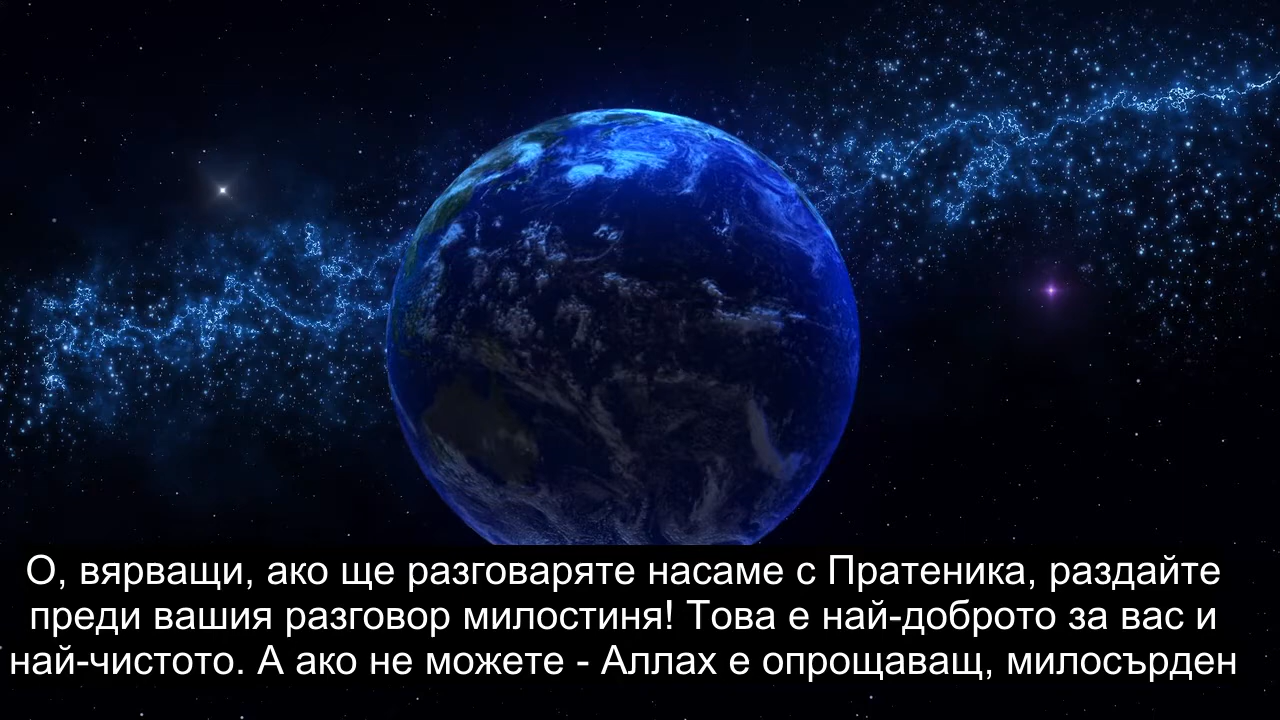 О, вярващи, ако ще разговаряте насаме с Пратеника, раздайте
преди вашия разговор милостиня! Това е най-доброто за вас и
най-чистото. А ако не можете - Аллах е опрощаващ, милосърден